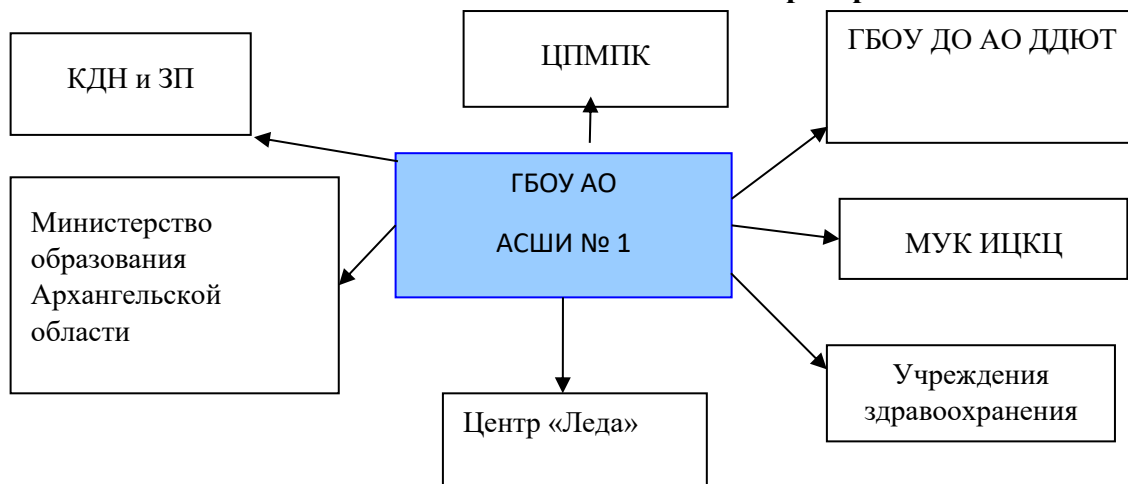 КДН и ЗП
ЦПМПК
ГБОУ ДО АО ДДЮТ
ГБОУ АО
АСШИ № 1
Министерство
образования
Архангельской
области
МУК ИЦКЦ
Учреждения
здравоохранения
Центр «Леда»